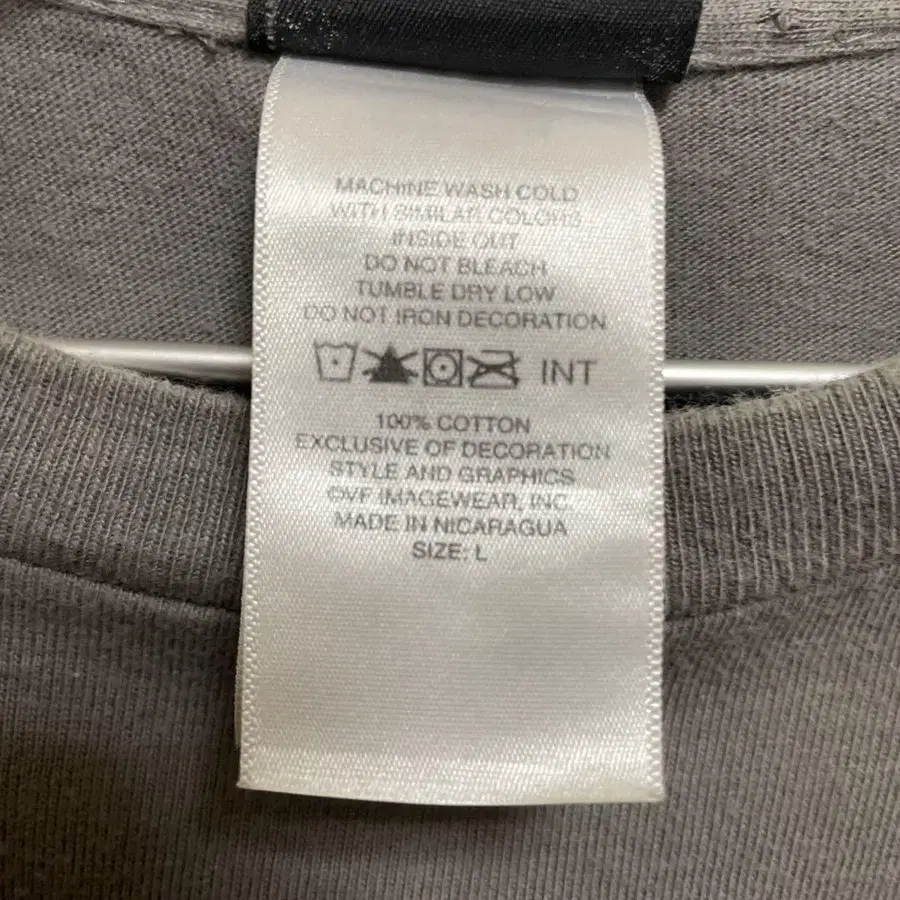 MACHINE WASH COLD
WITH SIMILAR COLORS
INSIDE OUT
DO NOT BLEACH
TUMBLE DRY LOW
DO NOT IRON DECORATION
INT
100% COTTON
EXCLUSIVE OF DECORATION
STYLE AND GRAPHICS
©VF IMAGEWEAR, INC.
MADE IN NICARAGUA
SIZE: L